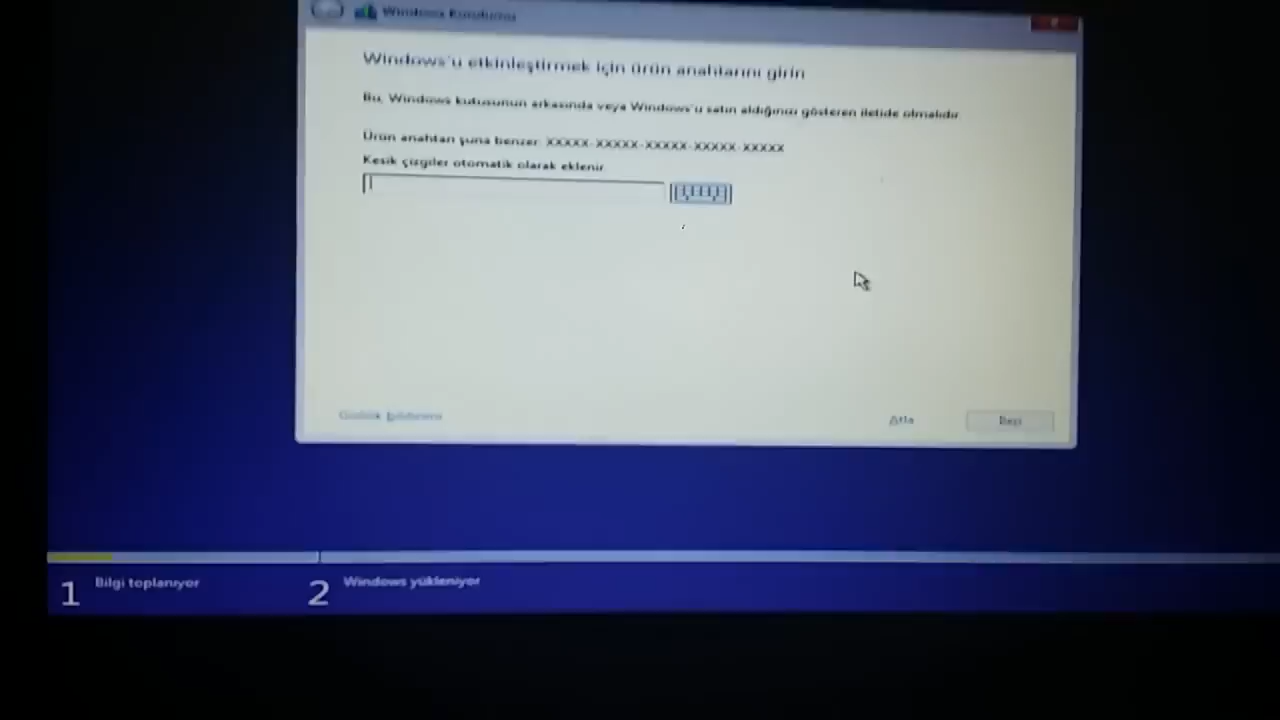 Windows Kurulumu
Windows'u etkinleştirmek için ürün anahtarını girin
Bu, Windows kutusunun arkasında veya Windows'u satın aldığınızı gösteren iletide olmalıdır.
Ürün anahtarı şuna benzer: XXXXX-XXXXX-XXXXX-XXXXX-XXXXX
Kesik çizgiler otomatik olarak eklenir.
Gizlilik bildirimi
Atla
İleri
1 Bilgi toplanıyor
2 Windows yükleniyor